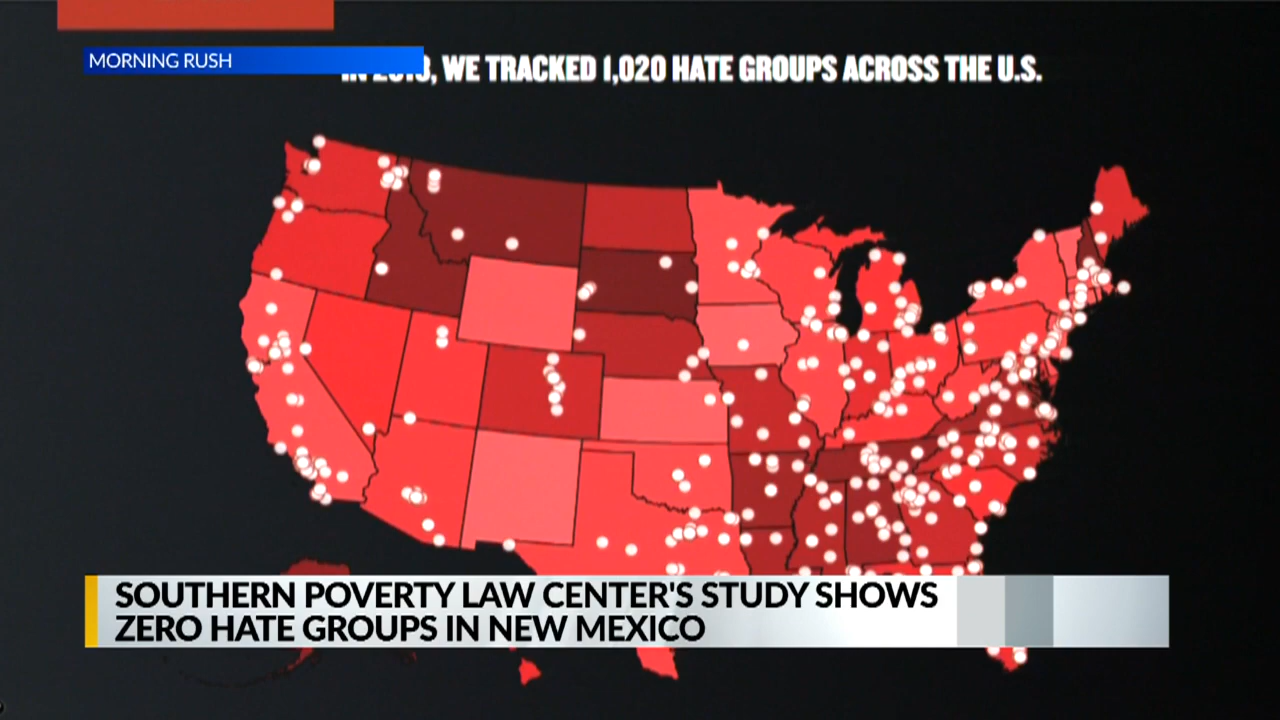 MORNING RUSH
, WE TRACKED 1,020 HATE GROUPS ACROSS THE U.S.
SOUTHERN POVERTY LAW CENTER'S STUDY SHOWS
ZERO HATE GROUPS IN NEW MEXICO